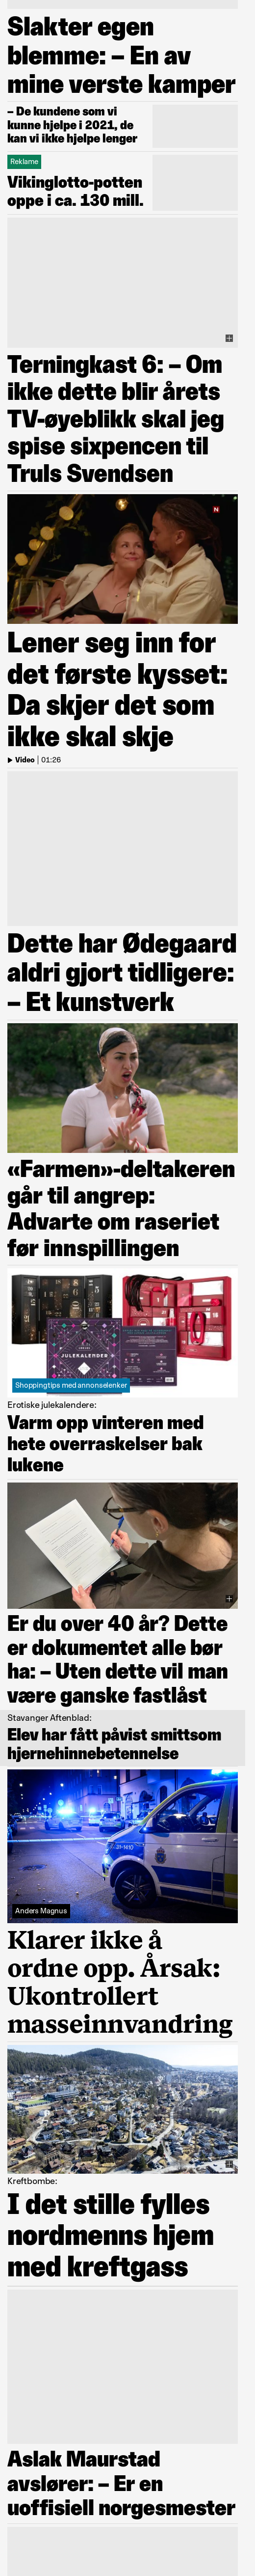 Slakter egen
blemme: – En av
mine verste kamper
– De kundene som vi
kunne hjelpe i 2021, de
kan vi ikke hjelpe lenger
Reklame
Vikinglotto-potten
oppe i ca. 130 mill.
Terningkast 6: – Om
ikke dette blir årets
TV-øyeblikk skal jeg
spise sixpencen til
Truls Svendsen
N
Lener seg inn for
det første kysset:
Da skjer det som
ikke skal skje
Video | 01:26
Dette har Ødegaard
aldri gjort tidligere:
– Et kunstverk
«Farmen»-deltakeren
går til angrep:
Advarte om raseriet
før innspillingen
JULEKALENDER
Shoppingtips med annonselenker
Erotiske julekalendere:
Varm opp vinteren med
hete overraskelser bak
lukene
Er du over 40 år? Dette
er dokumentet alle bør
ha: – Uten dette vil man
være ganske fastlåst
Stavanger Aftenblad:
Elev har fått påvist smittsom
hjernehinnebetennelse
Anders Magnus
Klarer ikke å
ordne opp. Årsak:
Ukontrollert
masseinnvandring
Kreftbombe:
I det stille fylles
nordmenns hjem
med kreftgass
Aslak Maurstad
avslører: – Er en
uoffisiell norgesmester